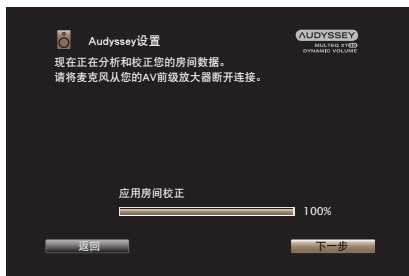 Audyssey设置
AUDYSSEY
MULTEQ XT32
DYNAMIC VOLUME
现在正在分析和校正您的房间数据。
请将麦克风从您的AV前级放大器断开连接。
应用房间校正
100%
返回
下一步